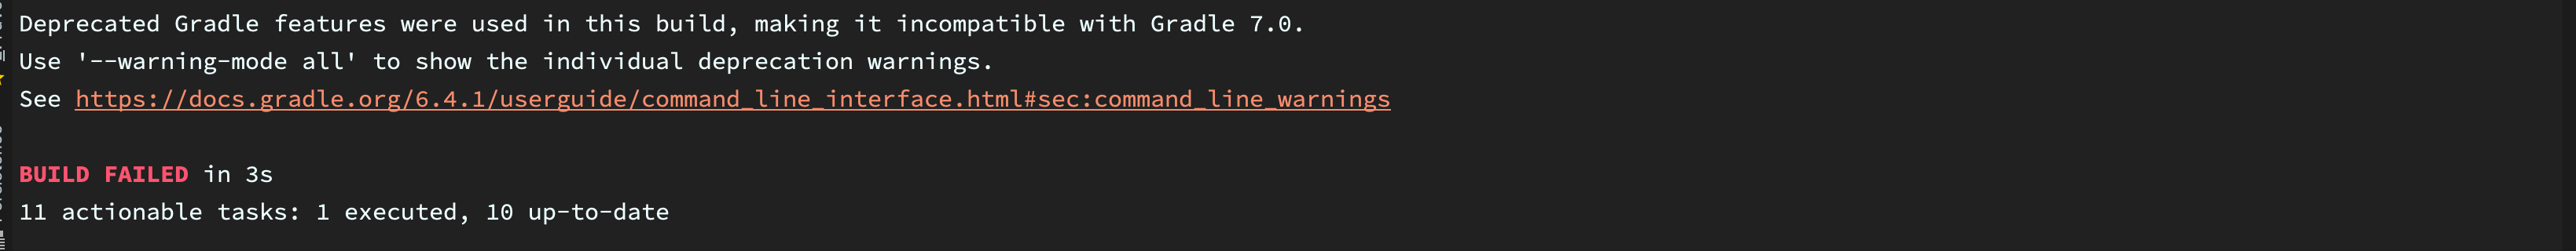 Deprecated Gradle features were used in this build, making it incompatible with Gradle 7.0.
Use '--warning-mode all' to show the individual deprecation warnings.
See https://docs.gradle.org/6.4.1/userguide/command_line_interface.html#sec:command_line_warnings
BUILD FAILED in 3s
11 actionable tasks: 1 executed, 10 up-to-date